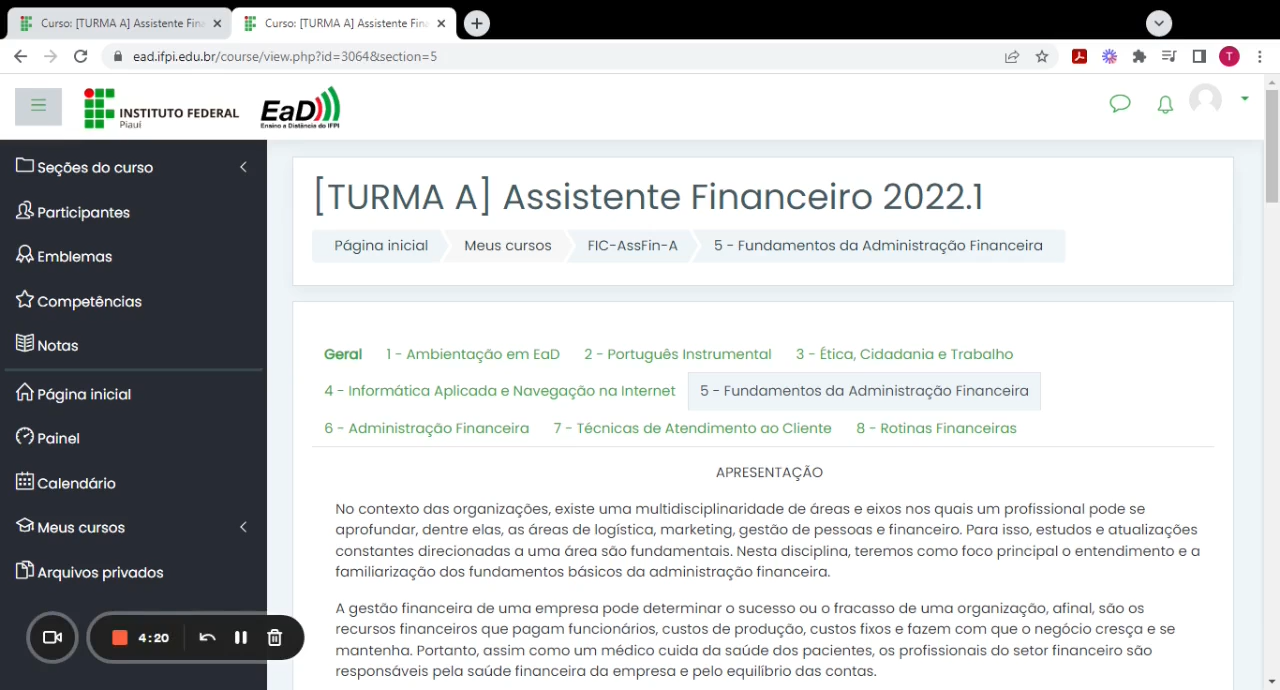 Curso: [TURMA A] Assistente Fina
Curso: [TURMA A] Assistente Fina
ead.ifpi.edu.br/course/view.php?id=3064&section=5
T
INSTITUTO FEDERAL
Piauí
EaD
Ensino a Distância do IFPI
Seções do curso
Participantes
Emblemas
Competências
Notas
Página inicial
Painel
Calendário
Meus cursos
Arquivos privados
4:20
[TURMA A] Assistente Financeiro 2022.1
Página inicial Meus cursos FIC-AssFin-A 5 - Fundamentos da Administração Financeira
Geral 1 - Ambientação em EaD 2 - Português Instrumental 3 - Ética, Cidadania e Trabalho
4 - Informática Aplicada e Navegação na Internet 5 - Fundamentos da Administração Financeira
6 - Administração Financeira 7 - Técnicas de Atendimento ao Cliente 8 - Rotinas Financeiras
APRESENTAÇÃO
No contexto das organizações, existe uma multidisciplinaridade de áreas e eixos nos quais um profissional pode se
aprofundar, dentre elas, as áreas de logística, marketing, gestão de pessoas e financeiro. Para isso, estudos e atualizações
constantes direcionadas a uma área são fundamentais. Nesta disciplina, teremos como foco principal o entendimento e a
familiarização dos fundamentos básicos da administração financeira.
A gestão financeira de uma empresa pode determinar o sucesso ou o fracasso de uma organização, afinal, são os
recursos financeiros que pagam funcionários, custos de produção, custos fixos e fazem com que o negócio cresça e se
mantenha. Portanto, assim como um médico cuida da saúde dos pacientes, os profissionais do setor financeiro são
responsáveis pela saúde financeira da empresa e pelo equilíbrio das contas.